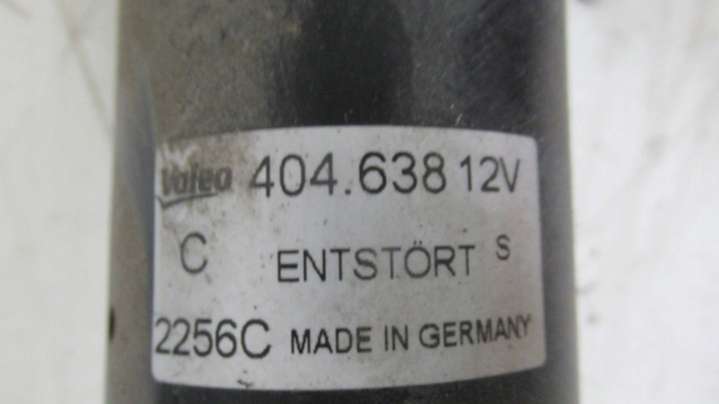 Valeo 404.638 12V
C ENTSTÖRT S
2256C MADE IN GERMANY